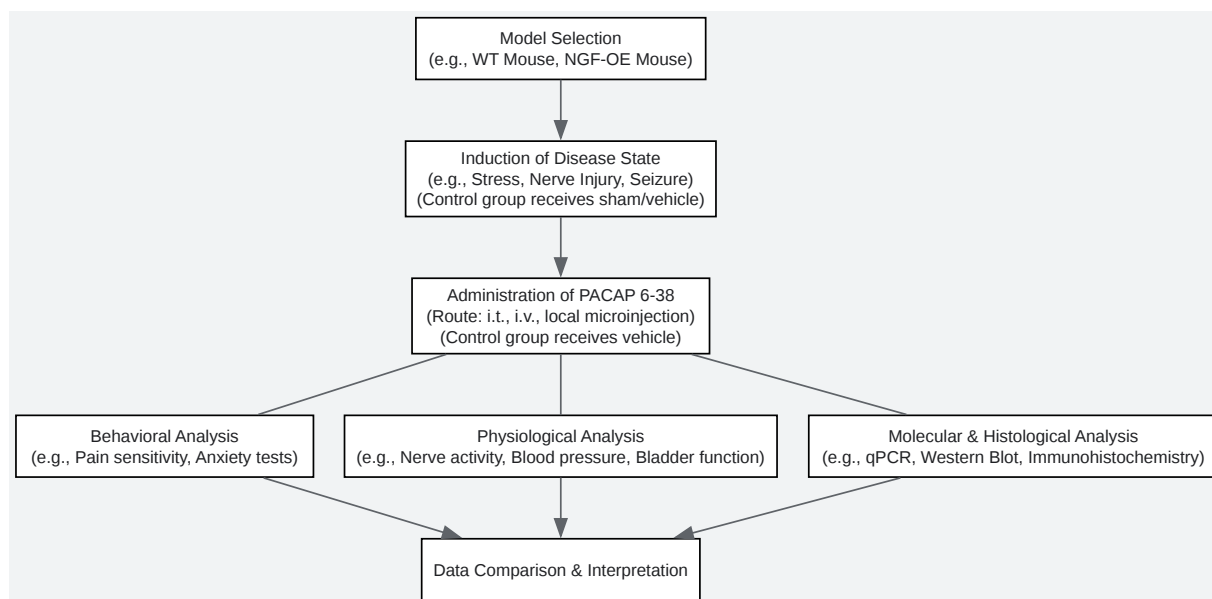 Model Selection
(e.g., WT Mouse, NGF-OE Mouse)
Induction of Disease State
(e.g., Stress, Nerve Injury, Seizure)
(Control group receives sham/vehicle)
Administration of PACAP 6-38
(Route: i.t., i.v., local microinjection)
(Control group receives vehicle)
Behavioral Analysis
(e.g., Pain sensitivity, Anxiety tests)
Physiological Analysis
(e.g., Nerve activity, Blood pressure, Bladder function)
Molecular & Histological Analysis
(e.g., qPCR, Western Blot, Immunohistochemistry)
Data Comparison & Interpretation